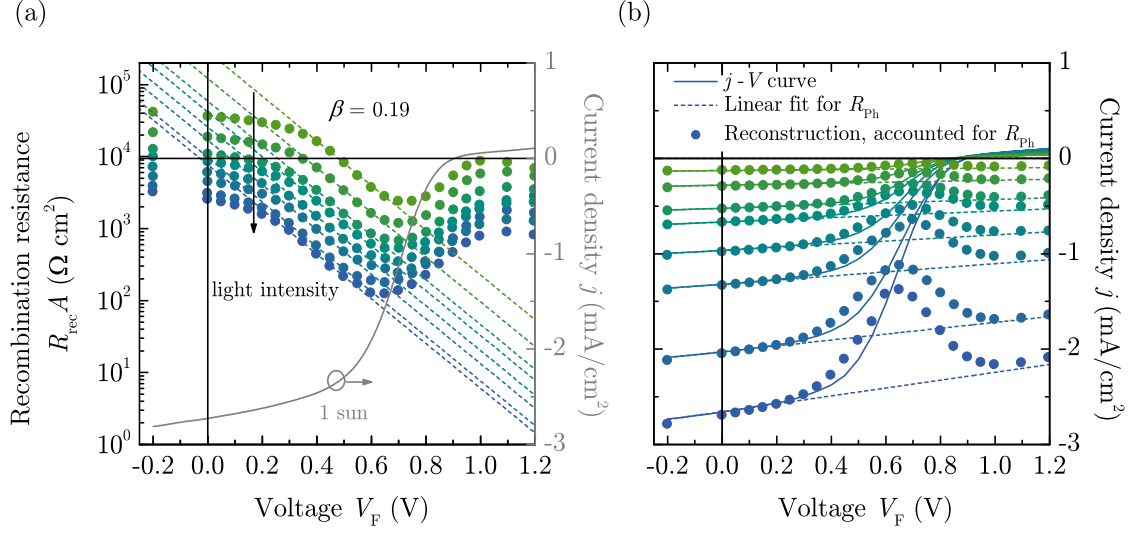 (a)
(b)
Recombination resistance
R_rec A (Ω cm²)
10⁵
10⁴
10³
10²
10¹
10⁰
β = 0.19
light intensity
1 sun
1
0
-1
-2
-3
Current density j (mA/cm²)
-0.2 0.0 0.2 0.4 0.6 0.8 1.0 1.2
Voltage V_F (V)
j - V curve
Linear fit for R_Ph
Reconstruction, accounted for R_Ph
1
0
-1
-2
-3
Current density j (mA/cm²)
-0.2 0.0 0.2 0.4 0.6 0.8 1.0 1.2
Voltage V_F (V)